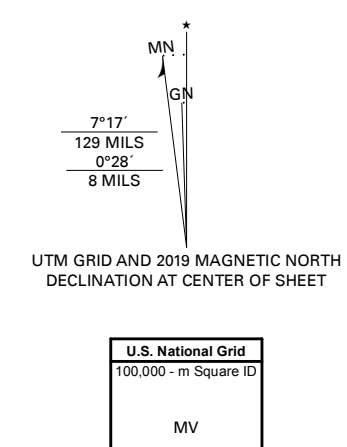 ★
MN
GN
7°17´
129 MILS
0°28´
8 MILS
UTM GRID AND 2019 MAGNETIC NORTH
DECLINATION AT CENTER OF SHEET
U.S. National Grid
100,000 - m Square ID
MV